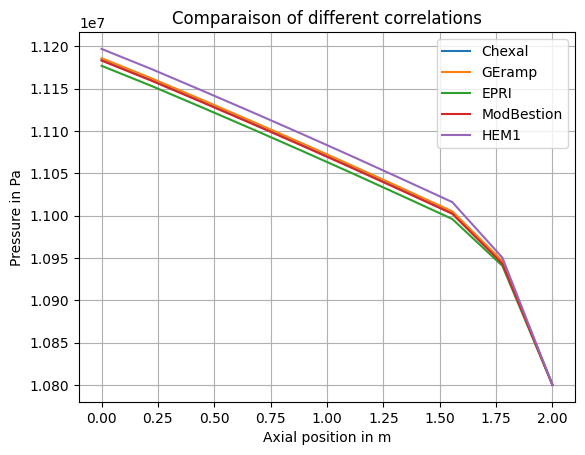 Comparaison of different correlations
1e7
1.120
1.115
1.110
1.105
1.100
1.095
1.090
1.085
1.080
Pressure in Pa
Chexal
GEramp
EPRI
ModBestion
HEM1
0.00 0.25 0.50 0.75 1.00 1.25 1.50 1.75 2.00
Axial position in m